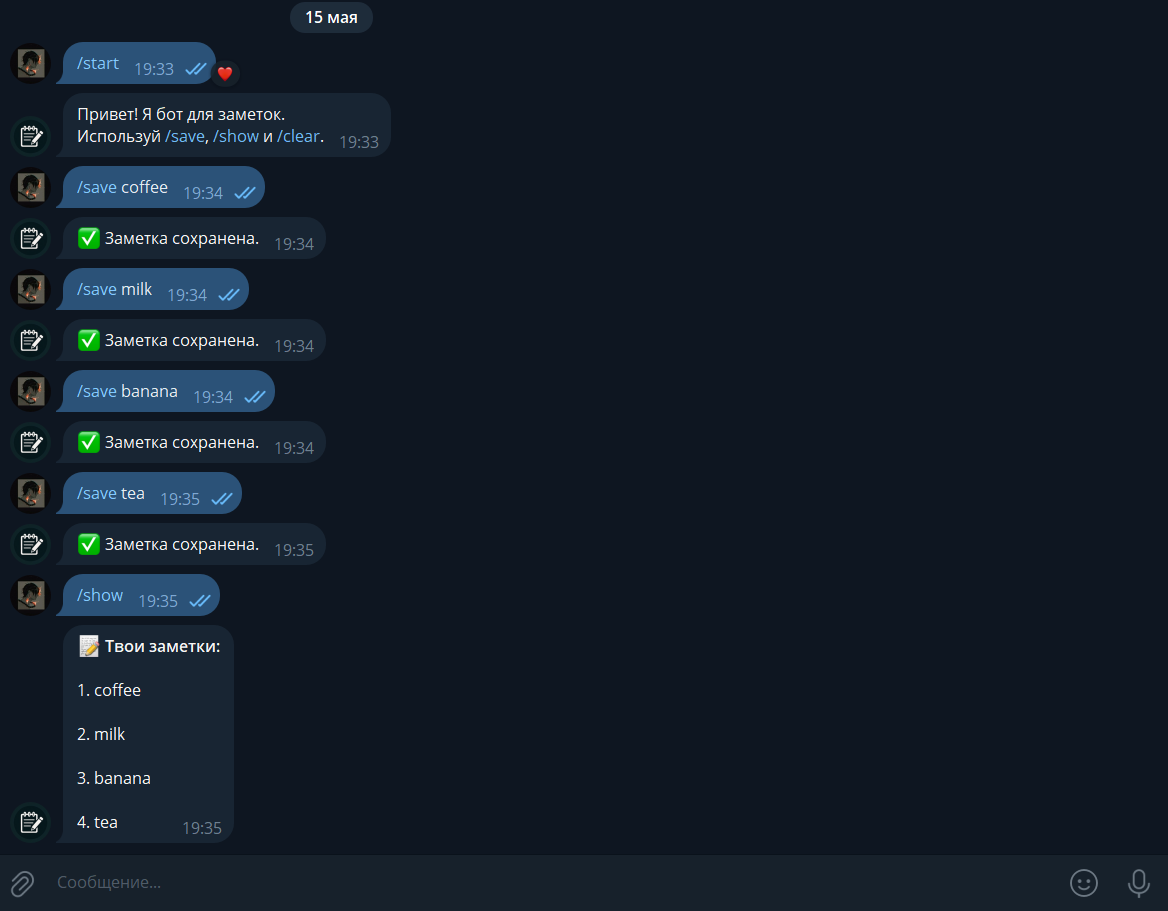 15 мая
/start 19:33
Привет! Я бот для заметок.
Используй /save, /show и /clear. 19:33
/save coffee 19:34
✅ Заметка сохранена. 19:34
/save milk 19:34
✅ Заметка сохранена. 19:34
/save banana 19:34
✅ Заметка сохранена. 19:34
/save tea 19:35
✅ Заметка сохранена. 19:35
/show 19:35
📝 Твои заметки:
1. coffee
2. milk
3. banana
4. tea 19:35
Сообщение...